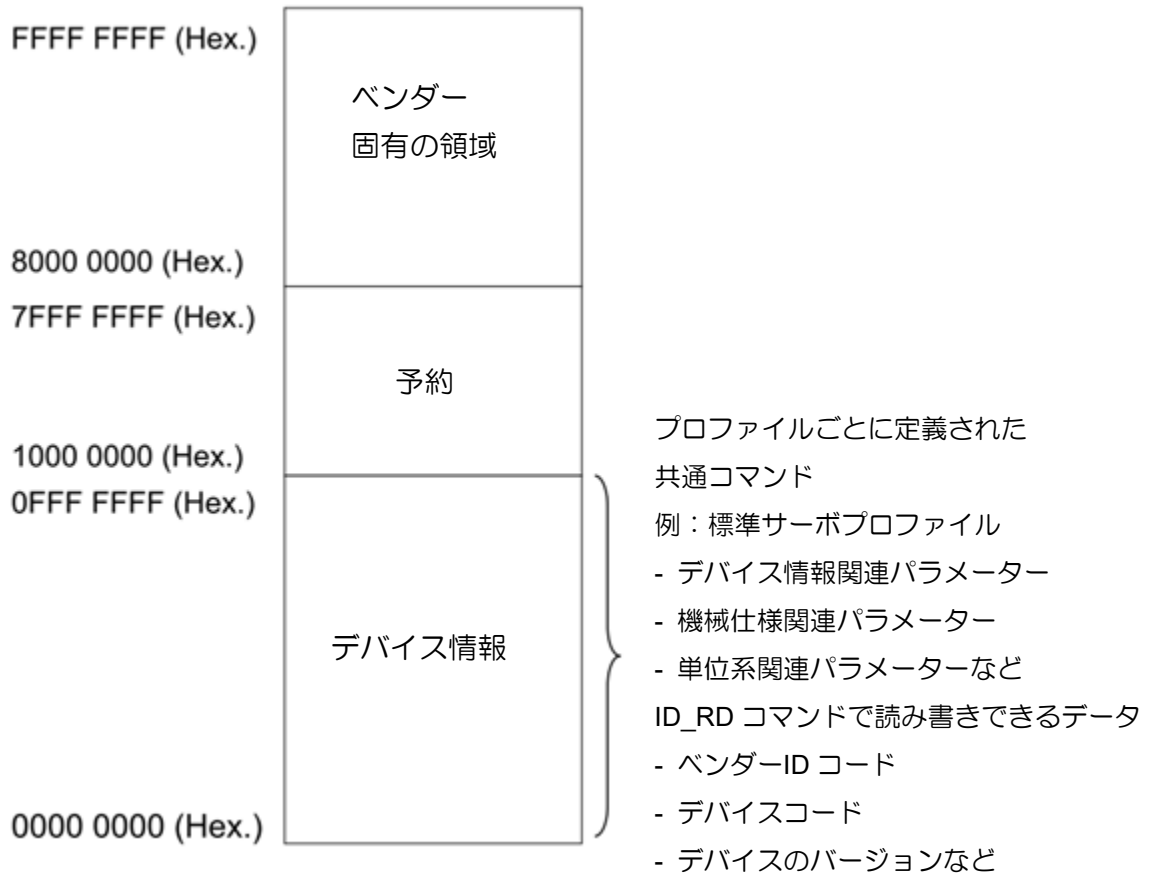 FFFF FFFF (Hex.)
ベンダー
固有の領域
8000 0000 (Hex.)
7FFF FFFF (Hex.)
予約
1000 0000 (Hex.)
0FFF FFFF (Hex.)
デバイス情報
0000 0000 (Hex.)
プロファイルごとに定義された
共通コマンド
例：標準サーボプロファイル
- デバイス情報関連パラメーター
- 機械仕様関連パラメーター
- 単位系関連パラメーターなど
ID_RD コマンドで読み書きできるデータ
- ベンダーID コード
- デバイスコード
- デバイスのバージョンなど